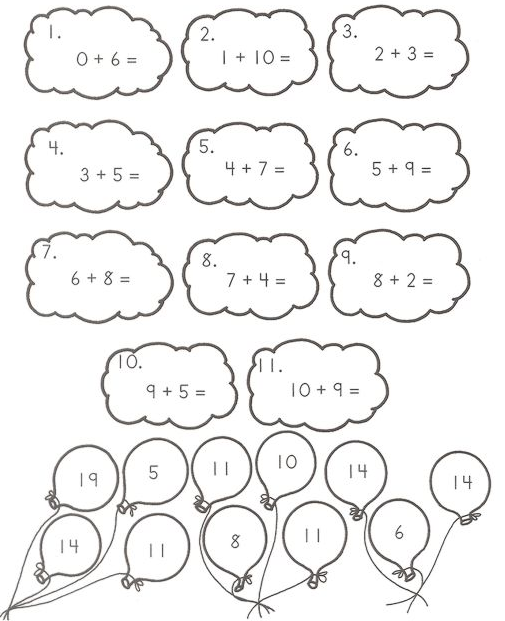 1.
0 + 6 =
2.
1 + 10 =
3.
2 + 3 =
4.
3 + 5 =
5.
4 + 7 =
6.
5 + 9 =
7.
6 + 8 =
8.
7 + 4 =
9.
8 + 2 =
10.
9 + 5 =
11.
10 + 9 =
19
5
11
10
14
14
14
11
8
11
6